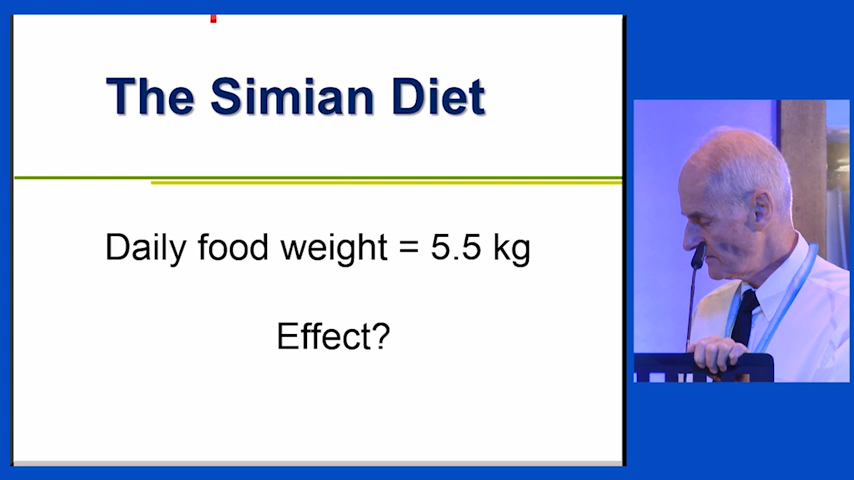 The Simian Diet
Daily food weight = 5.5 kg
Effect?